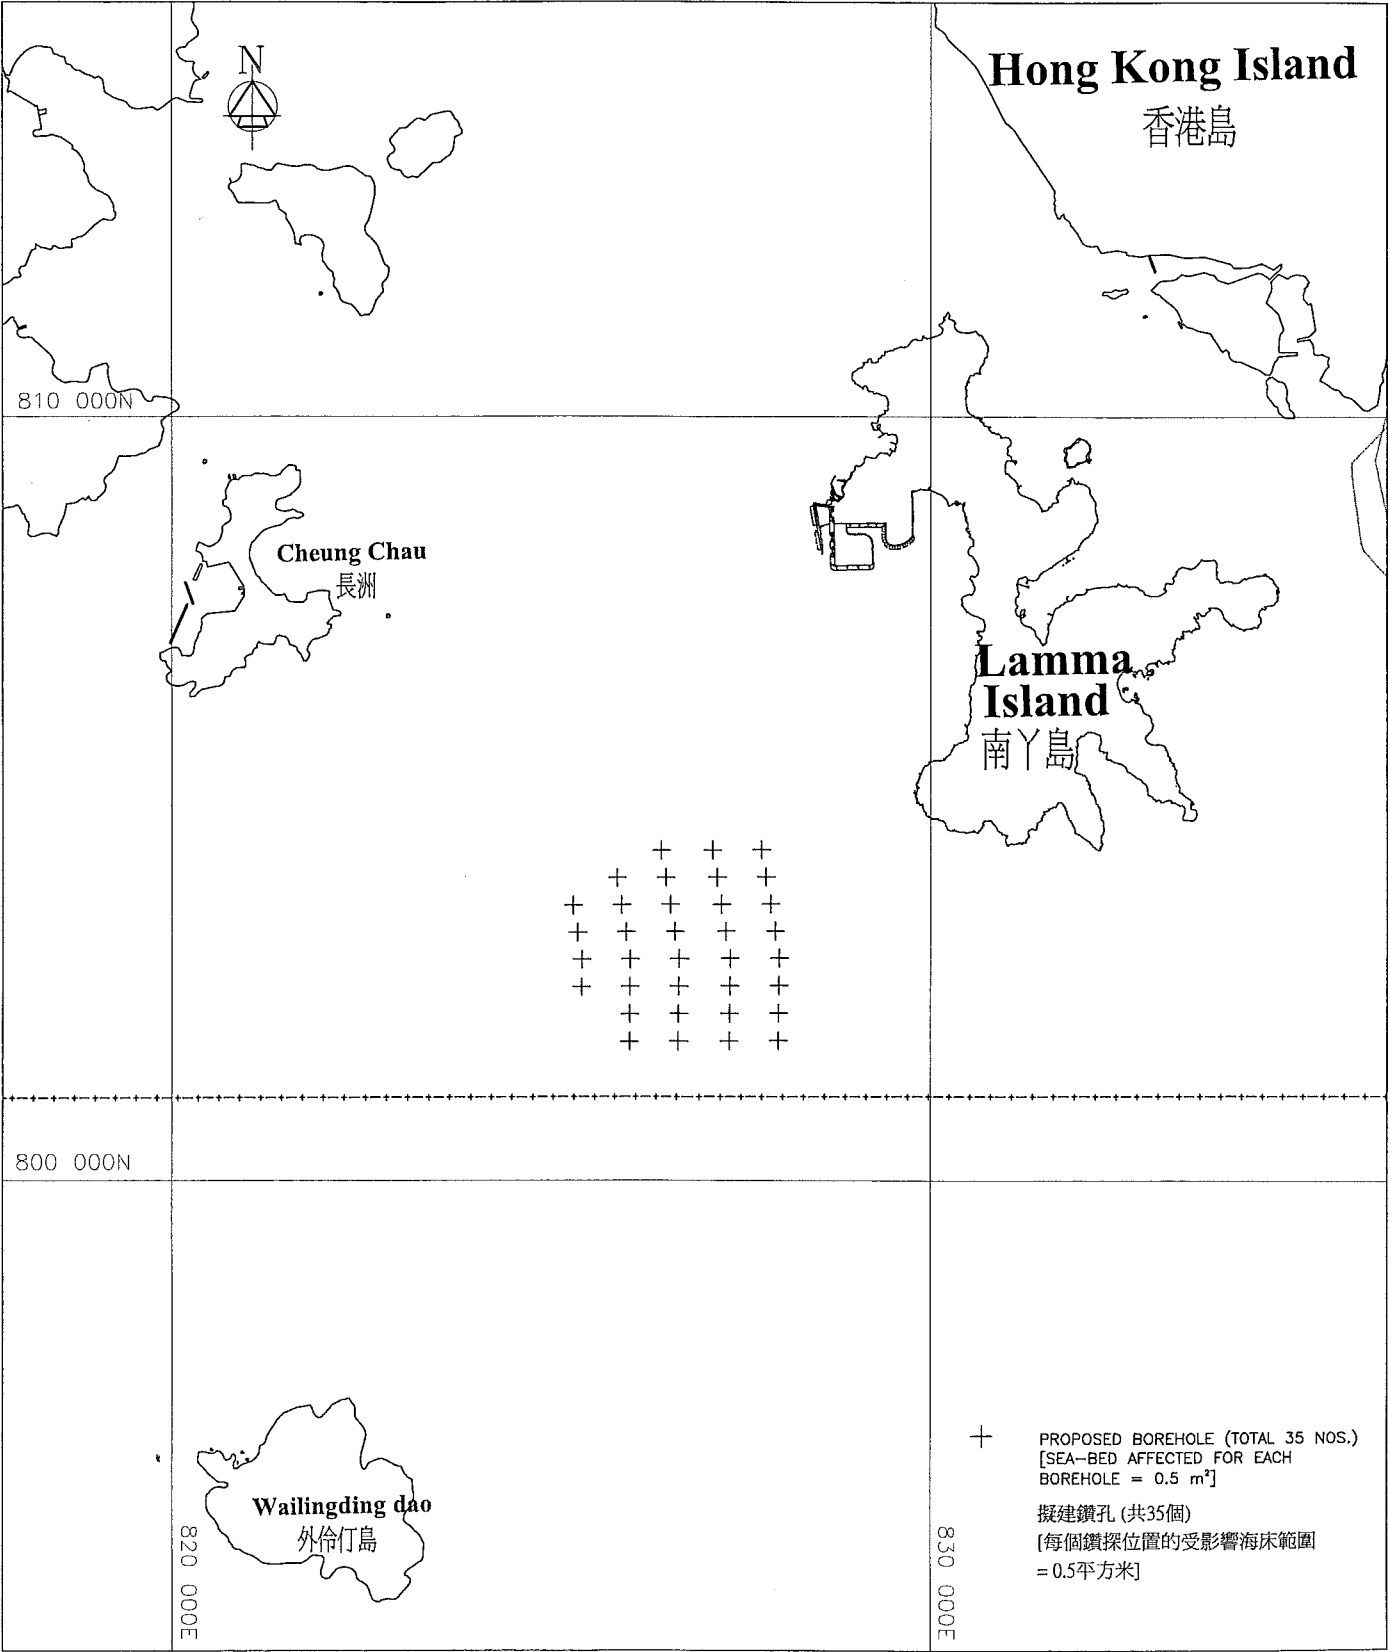 N
Hong Kong Island
香港島
810 000N
Cheung Chau
長洲
Lamma
Island
南丫島
800 000N
Wailingding dao
外伶仃島
820 000E
830 000E
PROPOSED BOREHOLE (TOTAL 35 NOS.)
[SEA-BED AFFECTED FOR EACH
BOREHOLE = 0.5 m²]
擬建鑽孔 (共35個)
[每個鑽探位置的受影響海床範圍
= 0.5平方米]